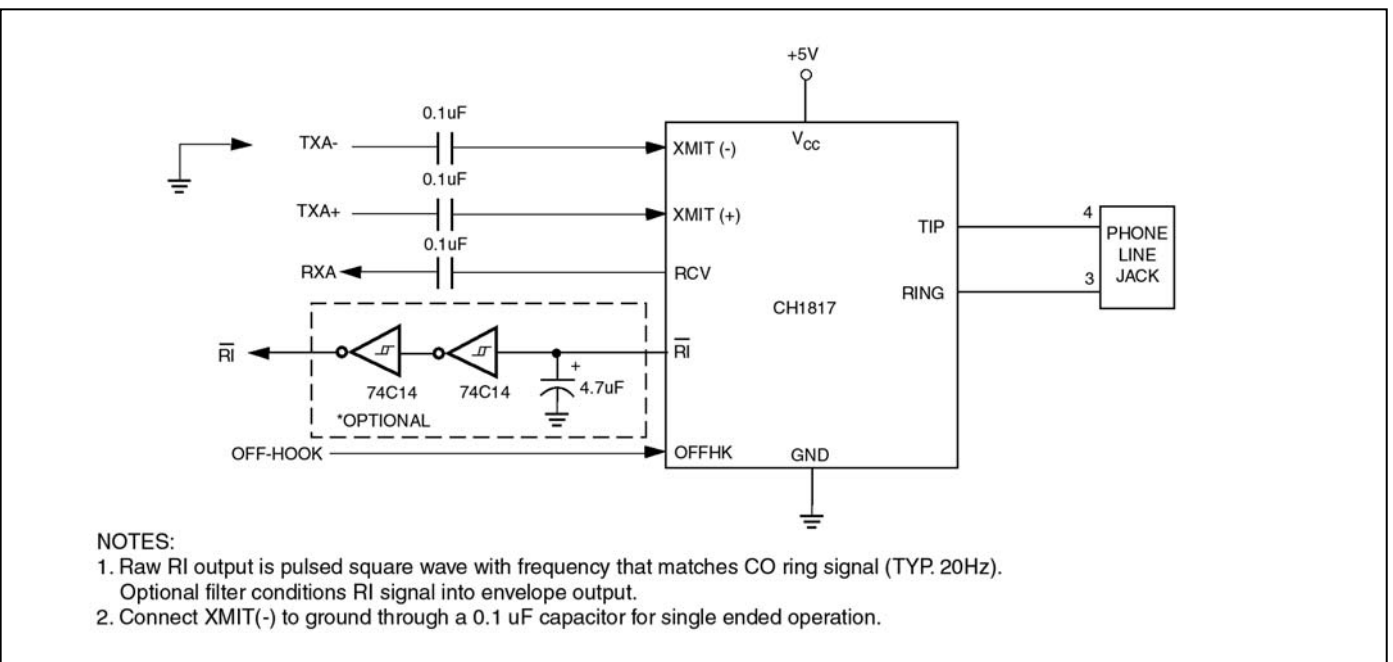 +5V
0.1uF
TXA-
XMIT (-)
VCC
0.1uF
TXA+
XMIT (+)
TIP
4
PHONE
LINE
JACK
0.1uF
RXA
RCV
RING
3
CH1817
R̅I̅
R̅I̅
+
4.7uF
74C14
74C14
*OPTIONAL
OFF-HOOK
OFFHK
GND
NOTES:
1. Raw RI output is pulsed square wave with frequency that matches CO ring signal (TYP. 20Hz).
Optional filter conditions RI signal into envelope output.
2. Connect XMIT(-) to ground through a 0.1 uF capacitor for single ended operation.